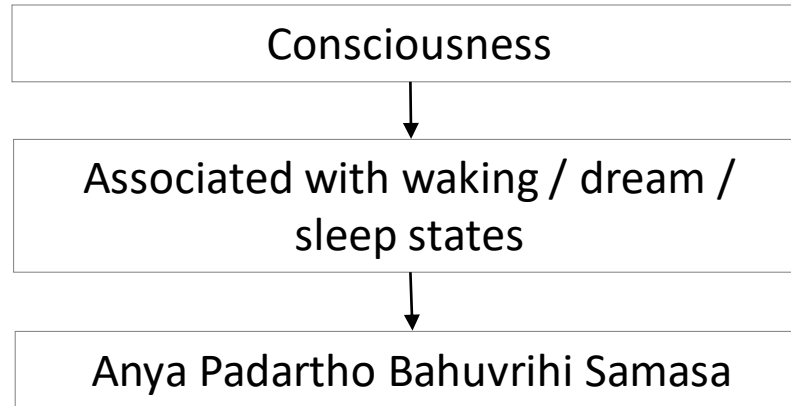 Consciousness
Associated with waking / dream /
sleep states
Anya Padartho Bahuvrihi Samasa